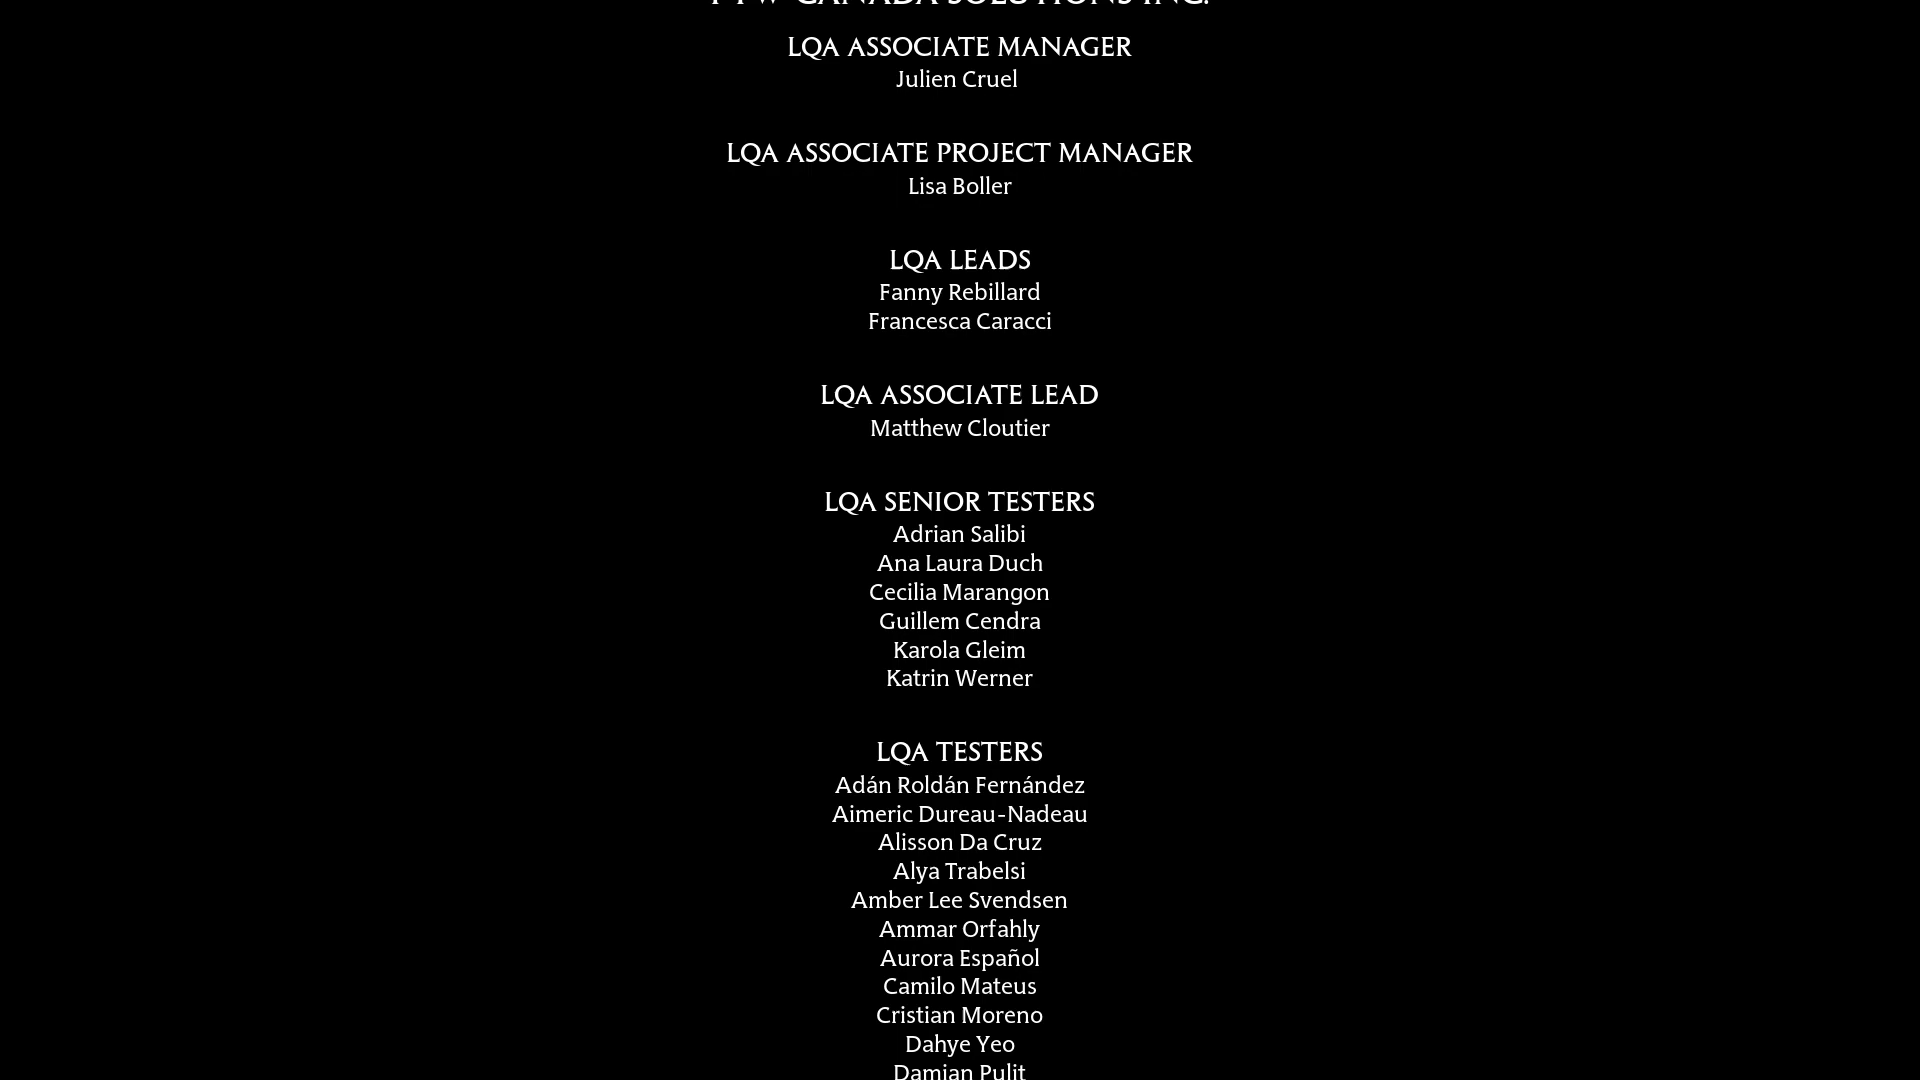 CANADA SOLUTIONS INC.
LQA ASSOCIATE MANAGER
Julien Cruel
LQA ASSOCIATE PROJECT MANAGER
Lisa Boller
LQA LEADS
Fanny Rebillard
Francesca Caracci
LQA ASSOCIATE LEAD
Matthew Cloutier
LQA SENIOR TESTERS
Adrian Salibi
Ana Laura Duch
Cecilia Marangon
Guillem Cendra
Karola Gleim
Katrin Werner
LQA TESTERS
Adán Roldán Fernández
Aimeric Dureau-Nadeau
Alisson Da Cruz
Alya Trabelsi
Amber Lee Svendsen
Ammar Orfahly
Aurora Español
Camilo Mateus
Cristian Moreno
Dahye Yeo
Damian Pulit